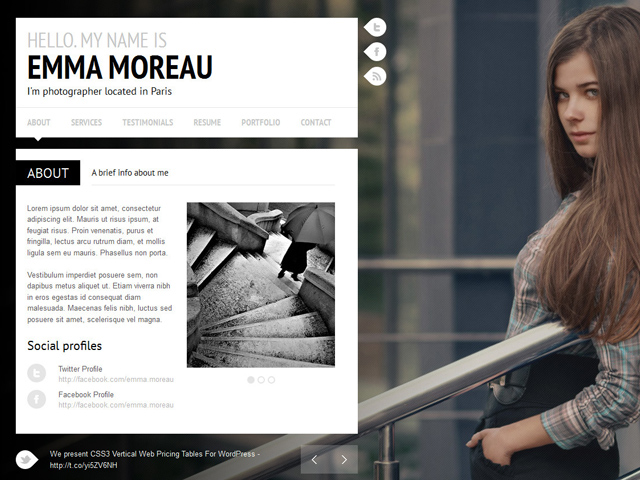 HELLO. MY NAME IS
EMMA MOREAU
I'm photographer located in Paris
ABOUT SERVICES TESTIMONIALS RESUME PORTFOLIO CONTACT
ABOUT
A brief info about me
Lorem ipsum dolor sit amet, consectetur
adipiscing elit. Mauris ut risus ipsum, at
feugiat risus. Proin venenatis, purus et
fringilla, lectus arcu rutrum diam, et mollis
ligula sem eu mauris. Phasellus non porta.
Vestibulum imperdiet posuere sem, non
dapibus metus aliquet ut. Etiam viverra nibh
in eros egestas id consequat diam
malesuada. Maecenas felis nibh, luctus sed
posuere sit amet, scelerisque vel magna.
Social profiles
Twitter Profile
http://facebook.com/emma.moreau
Facebook Profile
http://facebook.com/emma.moreau
We present CSS3 Vertical Web Pricing Tables For WordPress -
http://t.co/yi5ZV6NH